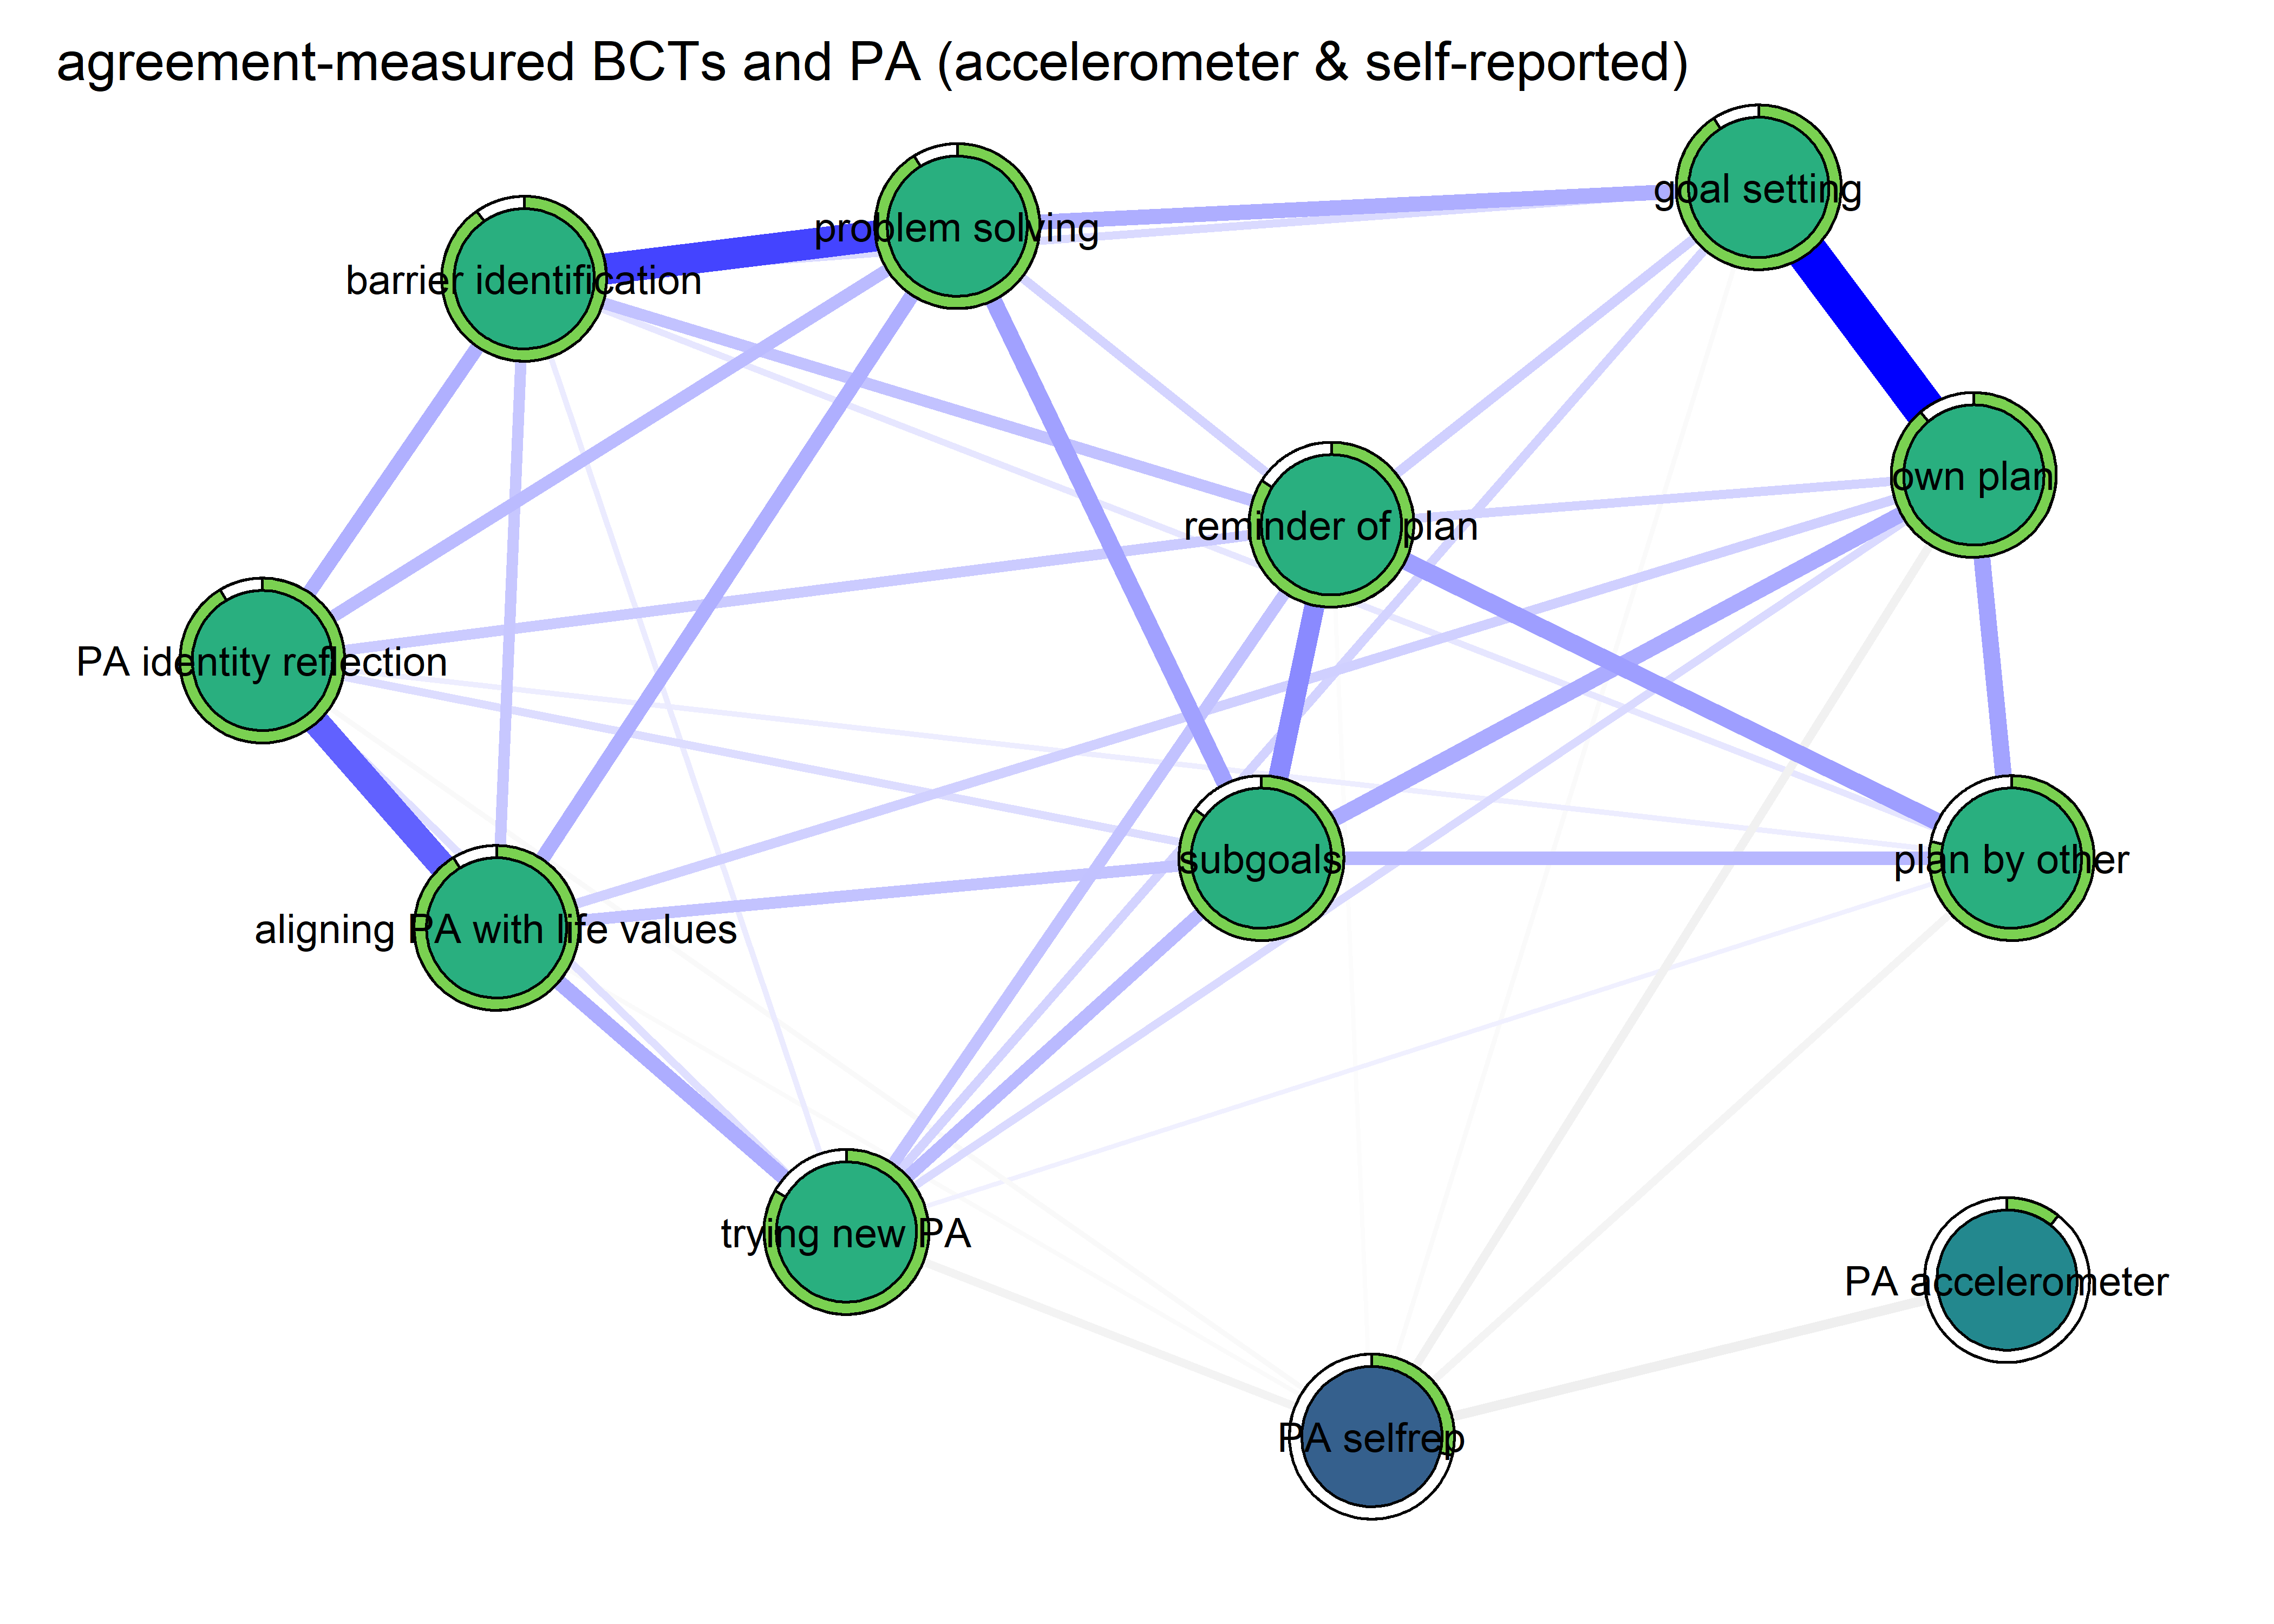 agreement-measured BCTs and PA (accelerometer & self-reported)
goal setting
problem solving
barrier identification
own plan
reminder of plan
PA identity reflection
subgoals
plan by other
aligning PA with life values
trying new PA
PA accelerometer
PA selfrep